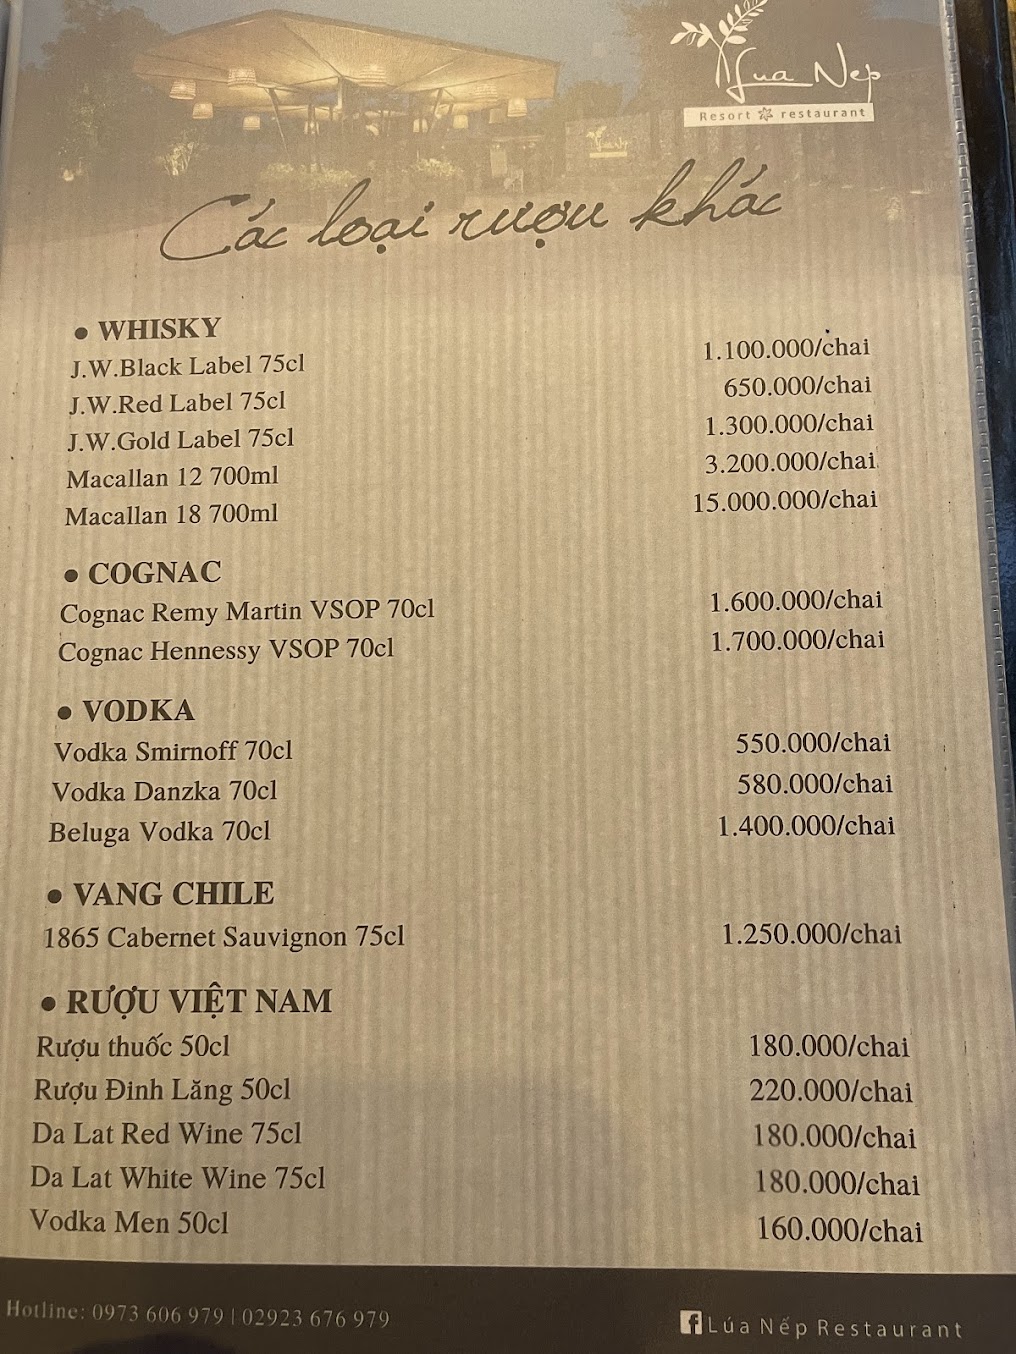 Lua Nep
Resort restaurant
Các loại rượu khác
• WHISKY
J.W.Black Label 75cl 1.100.000/chai
J.W.Red Label 75cl 650.000/chai
J.W.Gold Label 75cl 1.300.000/chai
Macallan 12 700ml 3.200.000/chai
Macallan 18 700ml 15.000.000/chai
• COGNAC
Cognac Remy Martin VSOP 70cl 1.600.000/chai
Cognac Hennessy VSOP 70cl 1.700.000/chai
• VODKA
Vodka Smirnoff 70cl 550.000/chai
Vodka Danzka 70cl 580.000/chai
Beluga Vodka 70cl 1.400.000/chai
• VANG CHILE
1865 Cabernet Sauvignon 75cl 1.250.000/chai
• RƯỢU VIỆT NAM
Rượu thuốc 50cl 180.000/chai
Rượu Đinh Lăng 50cl 220.000/chai
Da Lat Red Wine 75cl 180.000/chai
Da Lat White Wine 75cl 180.000/chai
Vodka Men 50cl 160.000/chai
Hotline: 0973 606 979 | 02923 676 979
f Lúa Nếp Restaurant